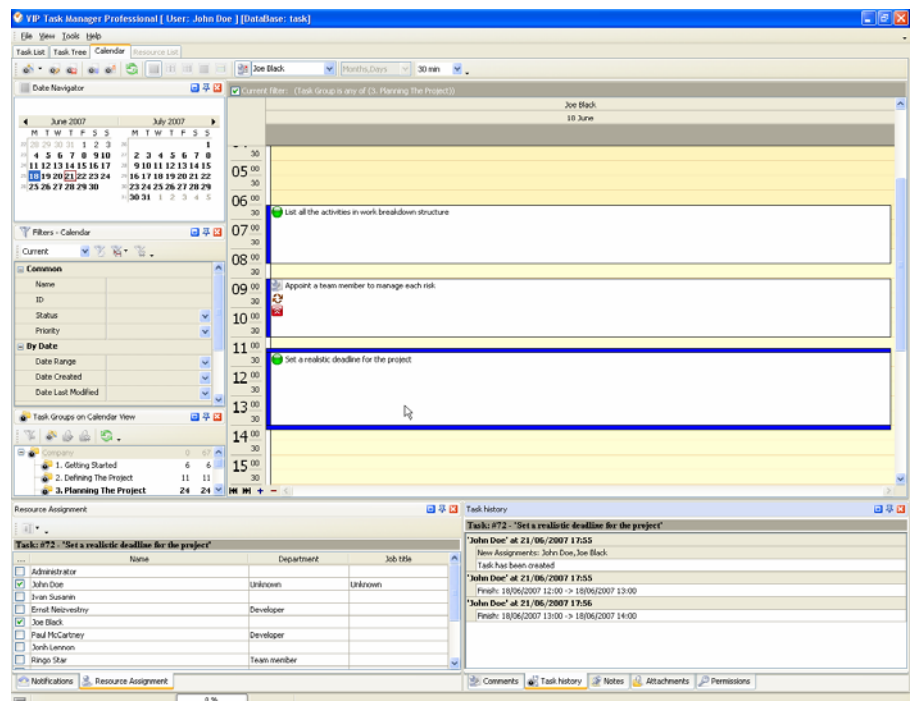 VIP Task Manager Professional [ User: John Doe ] [DataBase: task]
File View Tools Help
Task List Task Tree Calendar Resource List
Joe Black Months,Days 30 min
Date Navigator
Current filter: (Task Group is any of (3. Planning The Project))
Joe Black
18 June
June 2007 July 2007
M T W T F S S M T W T F S S
28 29 30 31 1 2 3 1
4 5 6 7 8 9 10 2 3 4 5 6 7 8
11 12 13 14 15 16 17 9 10 11 12 13 14 15
18 19 20 21 22 23 24 16 17 18 19 20 21 22
25 26 27 28 29 30 23 24 25 26 27 28 29
30 31 1 2 3 4 5
30
05 00
30
06 00
30 List all the activities in work breakdown structure
07 00
30
08 00
30
09 00 Appoint a team member to manage each risk
30
10 00
30
11 00
30 Set a realistic deadline for the project
12 00
30
13 00
30
14 00
30
15 00
30
Filters - Calendar
Current
Common
Name
ID
Status
Priority
By Date
Date Range
Date Created
Date Last Modified
Task Groups on Calendar View
Company 0 67
1. Getting Started 6 6
2. Defining The Project 11 11
3. Planning The Project 24 24
Resource Assignment
Task: #72 - 'Set a realistic deadline for the project'
... Name Department Job title
Administrator
John Doe Unknown Unknown
Ivan Susanin
Ernst Neizvestny Developer
Joe Black
Paul McCartney Developer
Jonh Lennon
Ringo Star Team member
Notifications Resource Assignment
Task history
Task: #72 - 'Set a realistic deadline for the project'
'John Doe' at 21/06/2007 17:55
New Assignments: John Doe,Joe Black
Task has been created
'John Doe' at 21/06/2007 17:55
Finish: 18/06/2007 12:00 -> 18/06/2007 13:00
'John Doe' at 21/06/2007 17:56
Finish: 18/06/2007 13:00 -> 18/06/2007 14:00
Comments Task history Notes Attachments Permissions
0 %